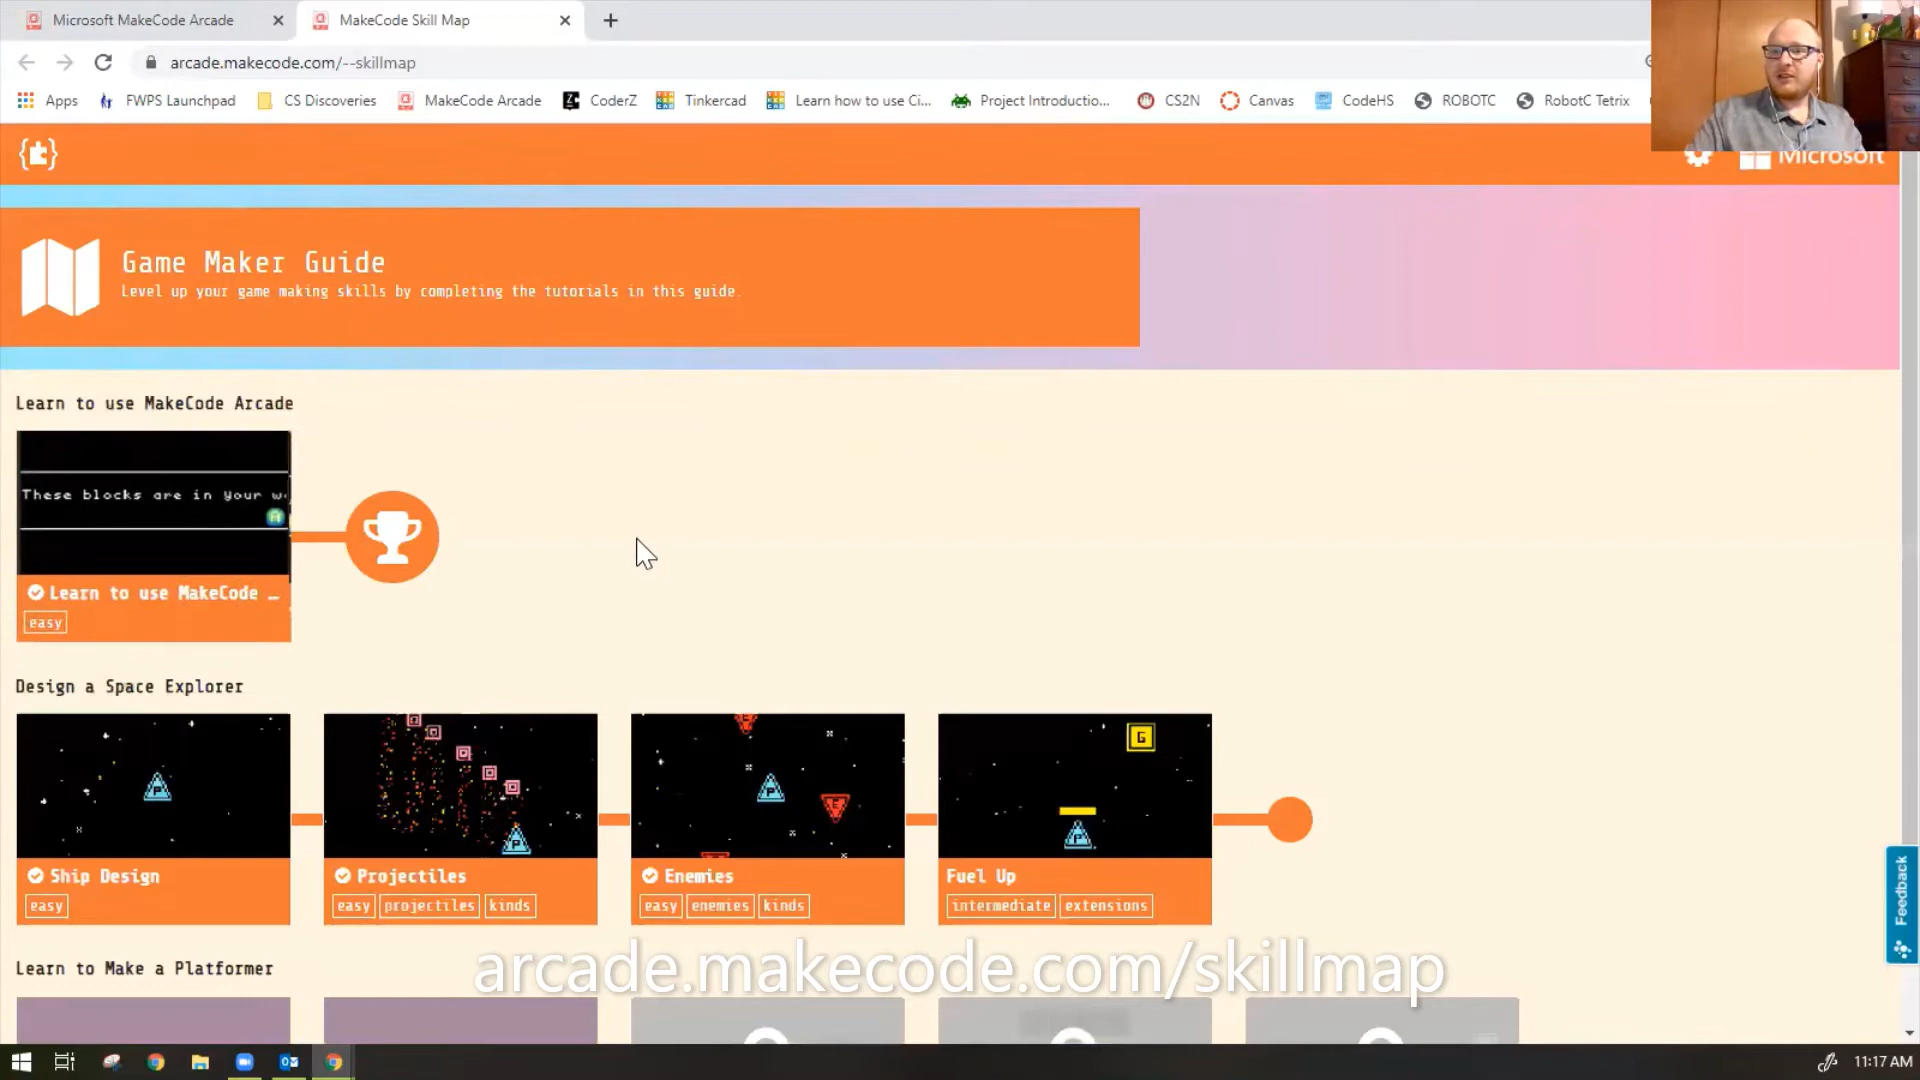 Microsoft MakeCode Arcade
MakeCode Skill Map
arcade.makecode.com/--skillmap
Apps
FWPS Launchpad
CS Discoveries
MakeCode Arcade
CoderZ
Tinkercad
Learn how to use Ci...
Project Introductio...
CS2N
Canvas
CodeHS
ROBOTC
RobotC Tetrix
Microsoft
Game Maker Guide
Level up your game making skills by completing the tutorials in this guide.
Learn to use MakeCode Arcade
These blocks are in your w
A
Learn to use MakeCode …
easy
Design a Space Explorer
P
P
E
P
E
G
P
Ship Design
easy
Projectiles
easy projectiles kinds
Enemies
easy enemies kinds
Fuel Up
intermediate extensions
Feedback
Learn to Make a Platformer
arcade.makecode.com/skillmap
11:17 AM